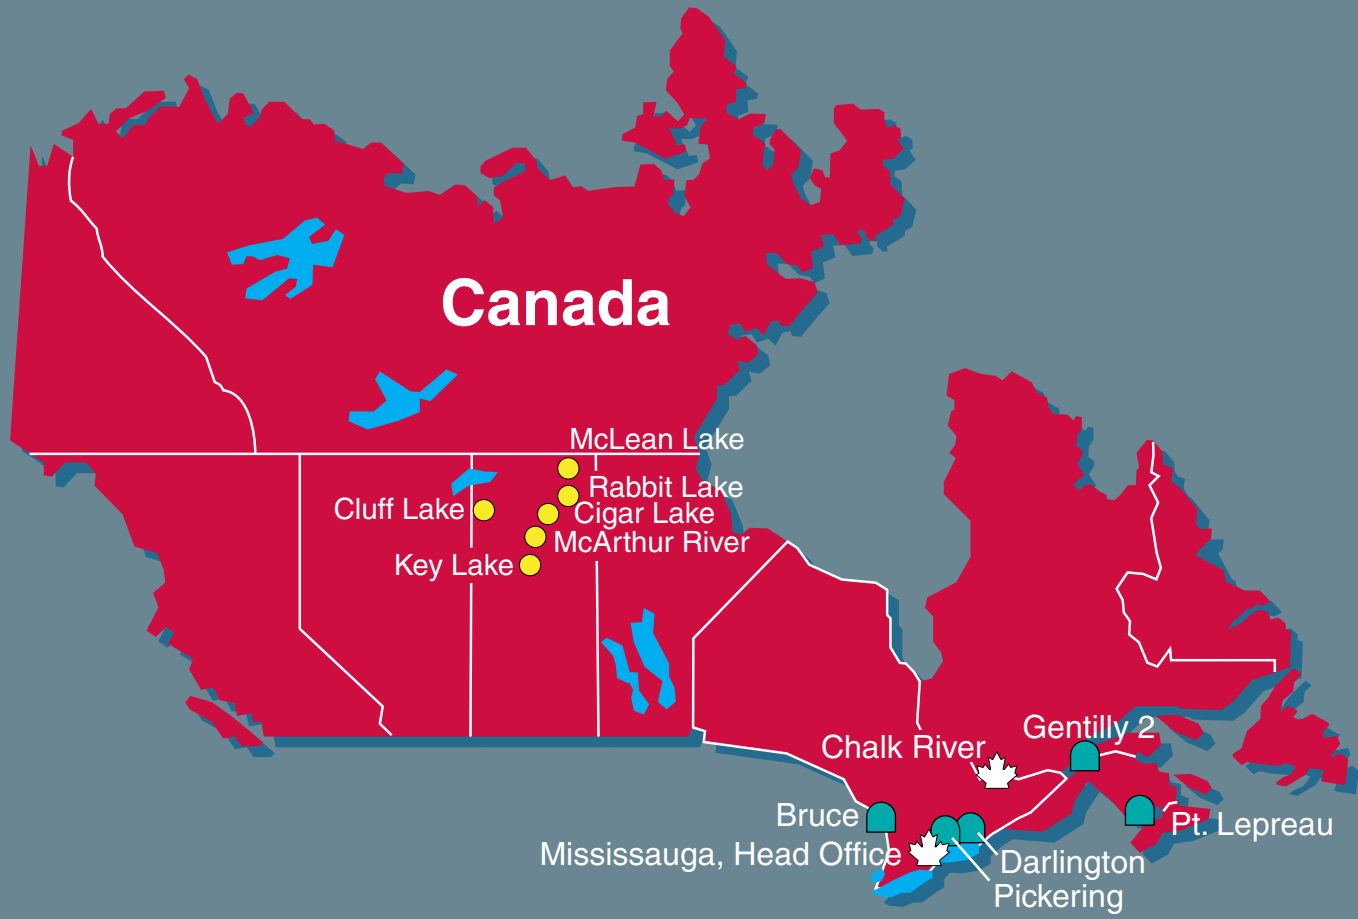 Canada
McLean Lake
Rabbit Lake
Cluff Lake
Cigar Lake
McArthur River
Key Lake
Gentilly 2
Chalk River
Bruce
Pt. Lepreau
Mississauga, Head Office
Darlington
Pickering